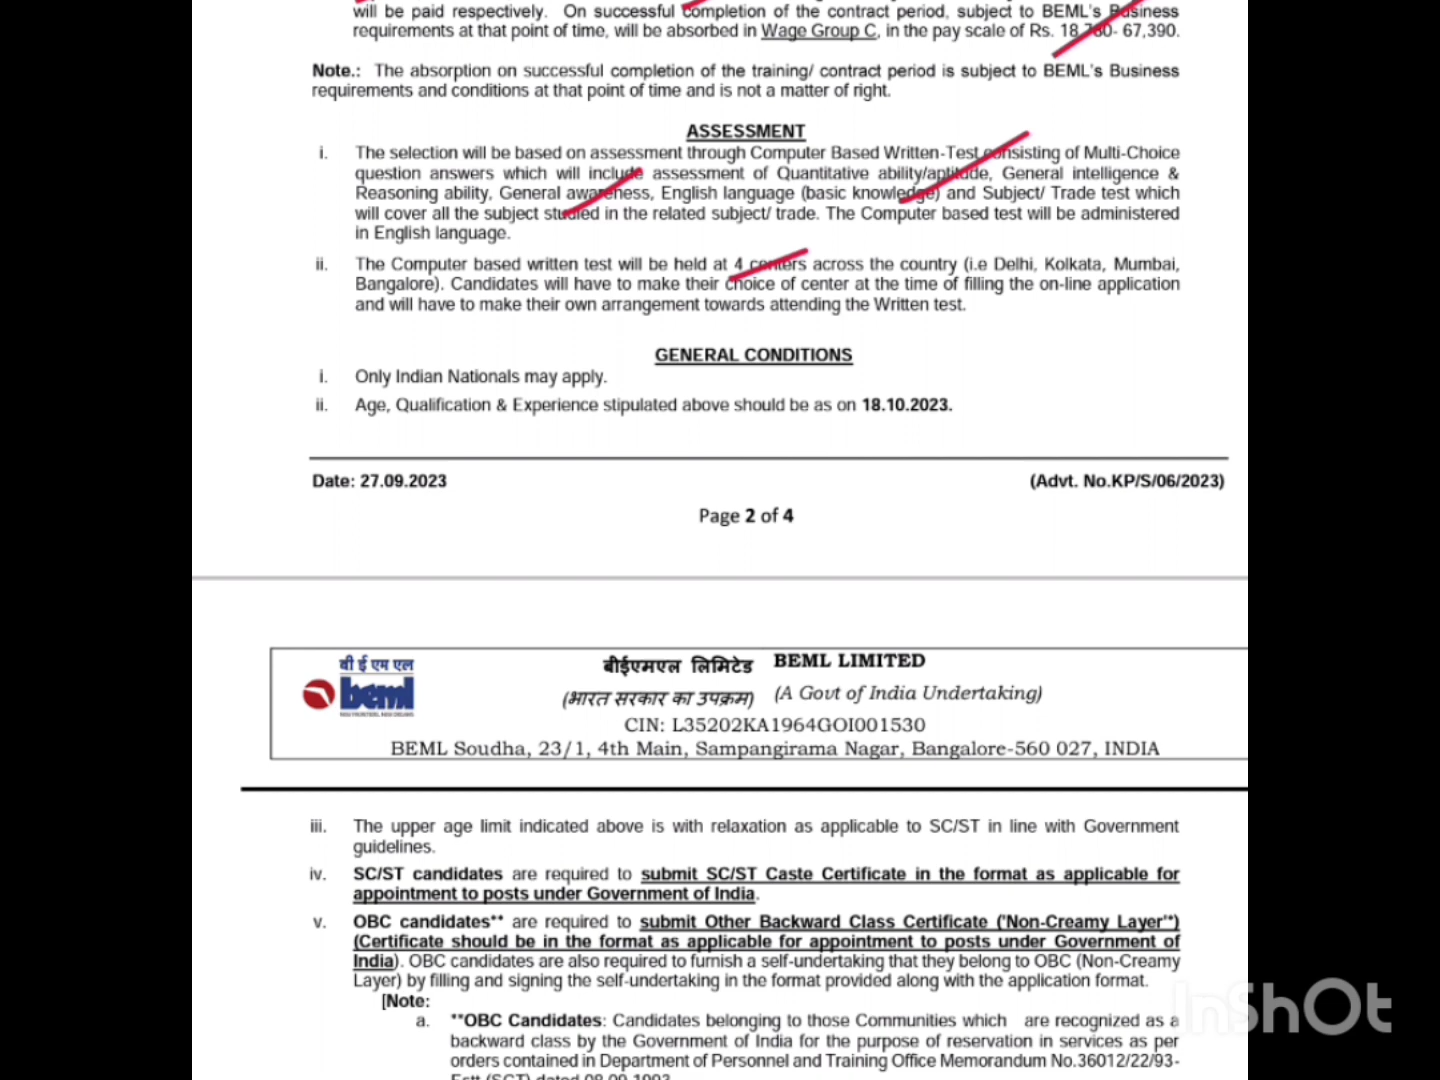 will be paid respectively. On successful completion of the contract period, subject to BEML's Business
requirements at that point of time, will be absorbed in Wage Group C, in the pay scale of Rs. 18,780- 67,390.
Note.: The absorption on successful completion of the training/ contract period is subject to BEML's Business
requirements and conditions at that point of time and is not a matter of right.
ASSESSMENT
i. The selection will be based on assessment through Computer Based Written-Test consisting of Multi-Choice
question answers which will include assessment of Quantitative ability/aptitude, General intelligence &
Reasoning ability, General awareness, English language (basic knowledge) and Subject/ Trade test which
will cover all the subject studied in the related subject/ trade. The Computer based test will be administered
in English language.
ii. The Computer based written test will be held at 4 centers across the country (i.e Delhi, Kolkata, Mumbai,
Bangalore). Candidates will have to make their choice of center at the time of filling the on-line application
and will have to make their own arrangement towards attending the Written test.
GENERAL CONDITIONS
i. Only Indian Nationals may apply.
ii. Age, Qualification & Experience stipulated above should be as on 18.10.2023.
Date: 27.09.2023 (Advt. No.KP/S/06/2023)
Page 2 of 4
बी ई एम एल
beml
बीईएमएल लिमिटेड BEML LIMITED
(भारत सरकार का उपक्रम) (A Govt of India Undertaking)
CIN: L35202KA1964GOI001530
BEML Soudha, 23/1, 4th Main, Sampangirama Nagar, Bangalore-560 027, INDIA
iii. The upper age limit indicated above is with relaxation as applicable to SC/ST in line with Government
guidelines.
iv. SC/ST candidates are required to submit SC/ST Caste Certificate in the format as applicable for
appointment to posts under Government of India.
v. OBC candidates** are required to submit Other Backward Class Certificate ('Non-Creamy Layer'*)
(Certificate should be in the format as applicable for appointment to posts under Government of
India). OBC candidates are also required to furnish a self-undertaking that they belong to OBC (Non-Creamy
Layer) by filling and signing the self-undertaking in the format provided along with the application format.
[Note:
a. **OBC Candidates: Candidates belonging to those Communities which are recognized as a
backward class by the Government of India for the purpose of reservation in services as per
orders contained in Department of Personnel and Training Office Memorandum No.36012/22/93-
InShOt